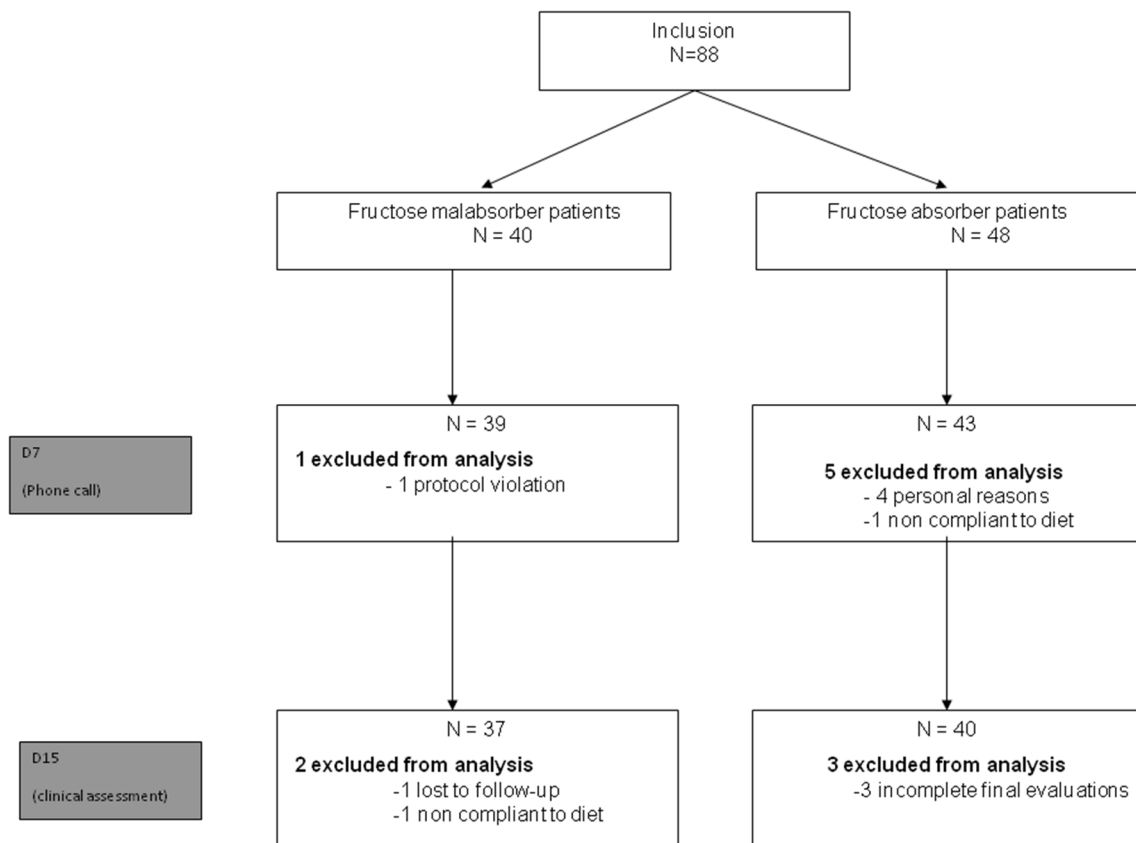 Inclusion
N=88
Fructose malabsorber patients
N = 40
Fructose absorber patients
N = 48
D7
(Phone call)
N = 39
1 excluded from analysis
- 1 protocol violation
N = 43
5 excluded from analysis
- 4 personal reasons
-1 non compliant to diet
D15
(clinical assessment)
N = 37
2 excluded from analysis
-1 lost to follow-up
-1 non compliant to diet
N = 40
3 excluded from analysis
-3 incomplete final evaluations